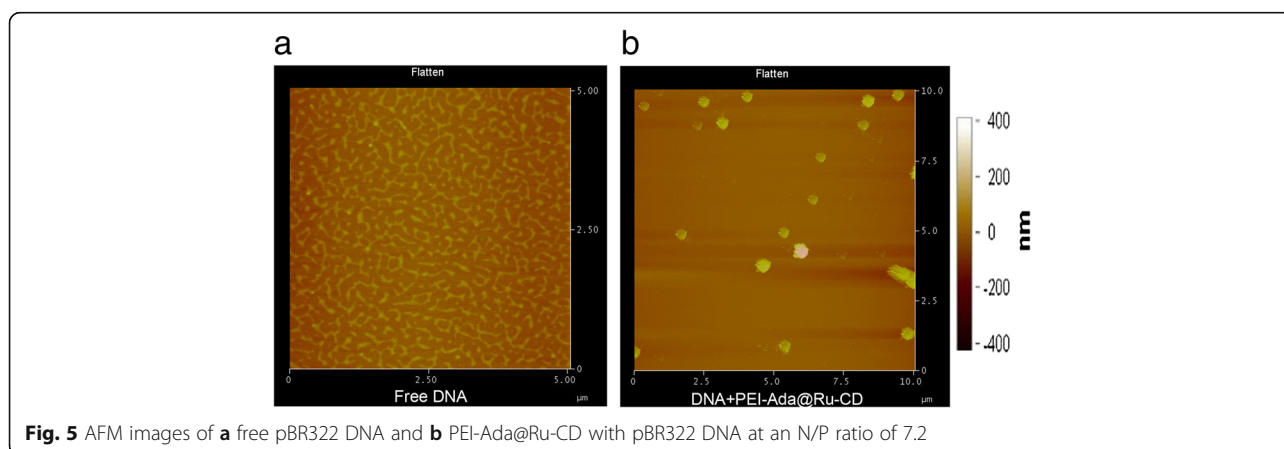 a
Flatten
5.00
2.50
0
0 2.50 5.00
µm
Free DNA
b
Flatten
10.0
7.5
5.0
2.5
0
0 2.5 5.0 7.5 10.0
µm
DNA+PEI-Ada@Ru-CD
400
200
0
-200
-400
nm
Fig. 5 AFM images of a free pBR322 DNA and b PEI-Ada@Ru-CD with pBR322 DNA at an N/P ratio of 7.2